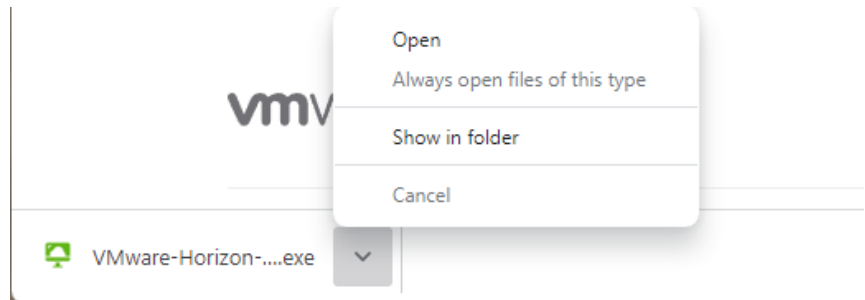 Open
Always open files of this type
vmv
Show in folder
Cancel
VMware-Horizon-....exe